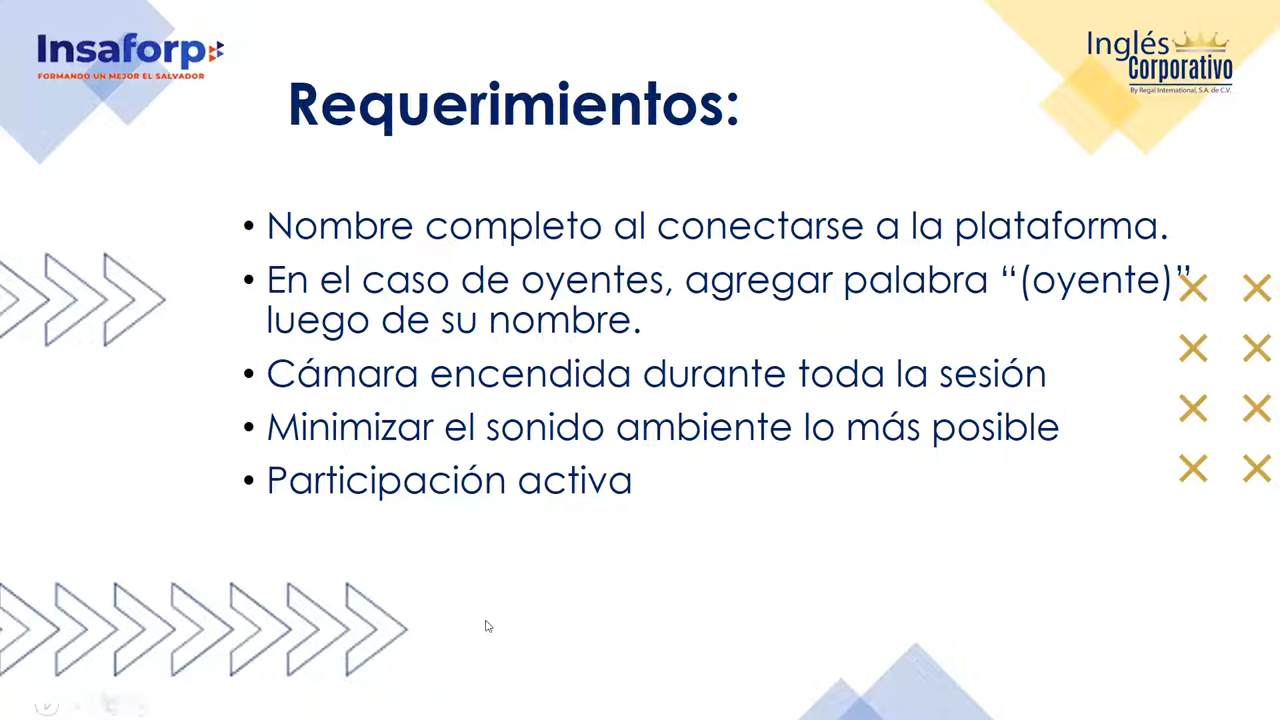 Insaforp
FORMANDO UN MEJOR EL SALVADOR
Inglés
Corporativo
By Regal International, S.A. de C.V.
Requerimientos:
• Nombre completo al conectarse a la plataforma.
• En el caso de oyentes, agregar palabra “(oyente)”
luego de su nombre.
• Cámara encendida durante toda la sesión
• Minimizar el sonido ambiente lo más posible
• Participación activa